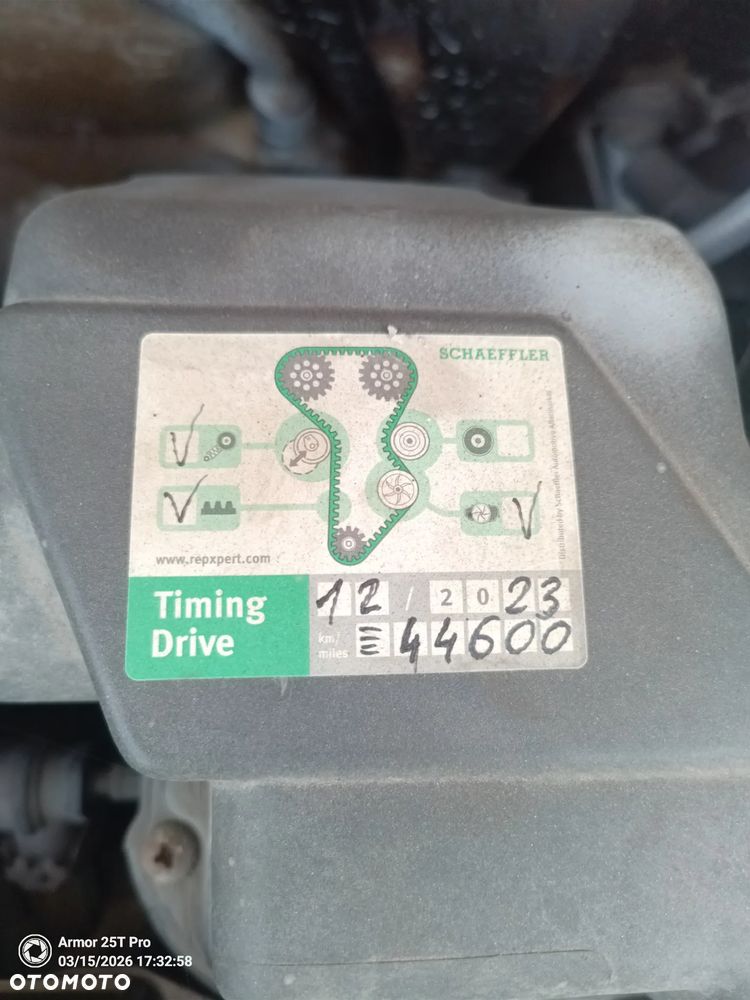 SCHAEFFLER
V
V
V
www.repxpert.com
Distributed by Schaeffler Automotive Aftermarket
Timing
Drive
12 / 2023
km/
miles
44600
Armor 25T Pro
03/15/2026 17:32:58
OTOMOTO